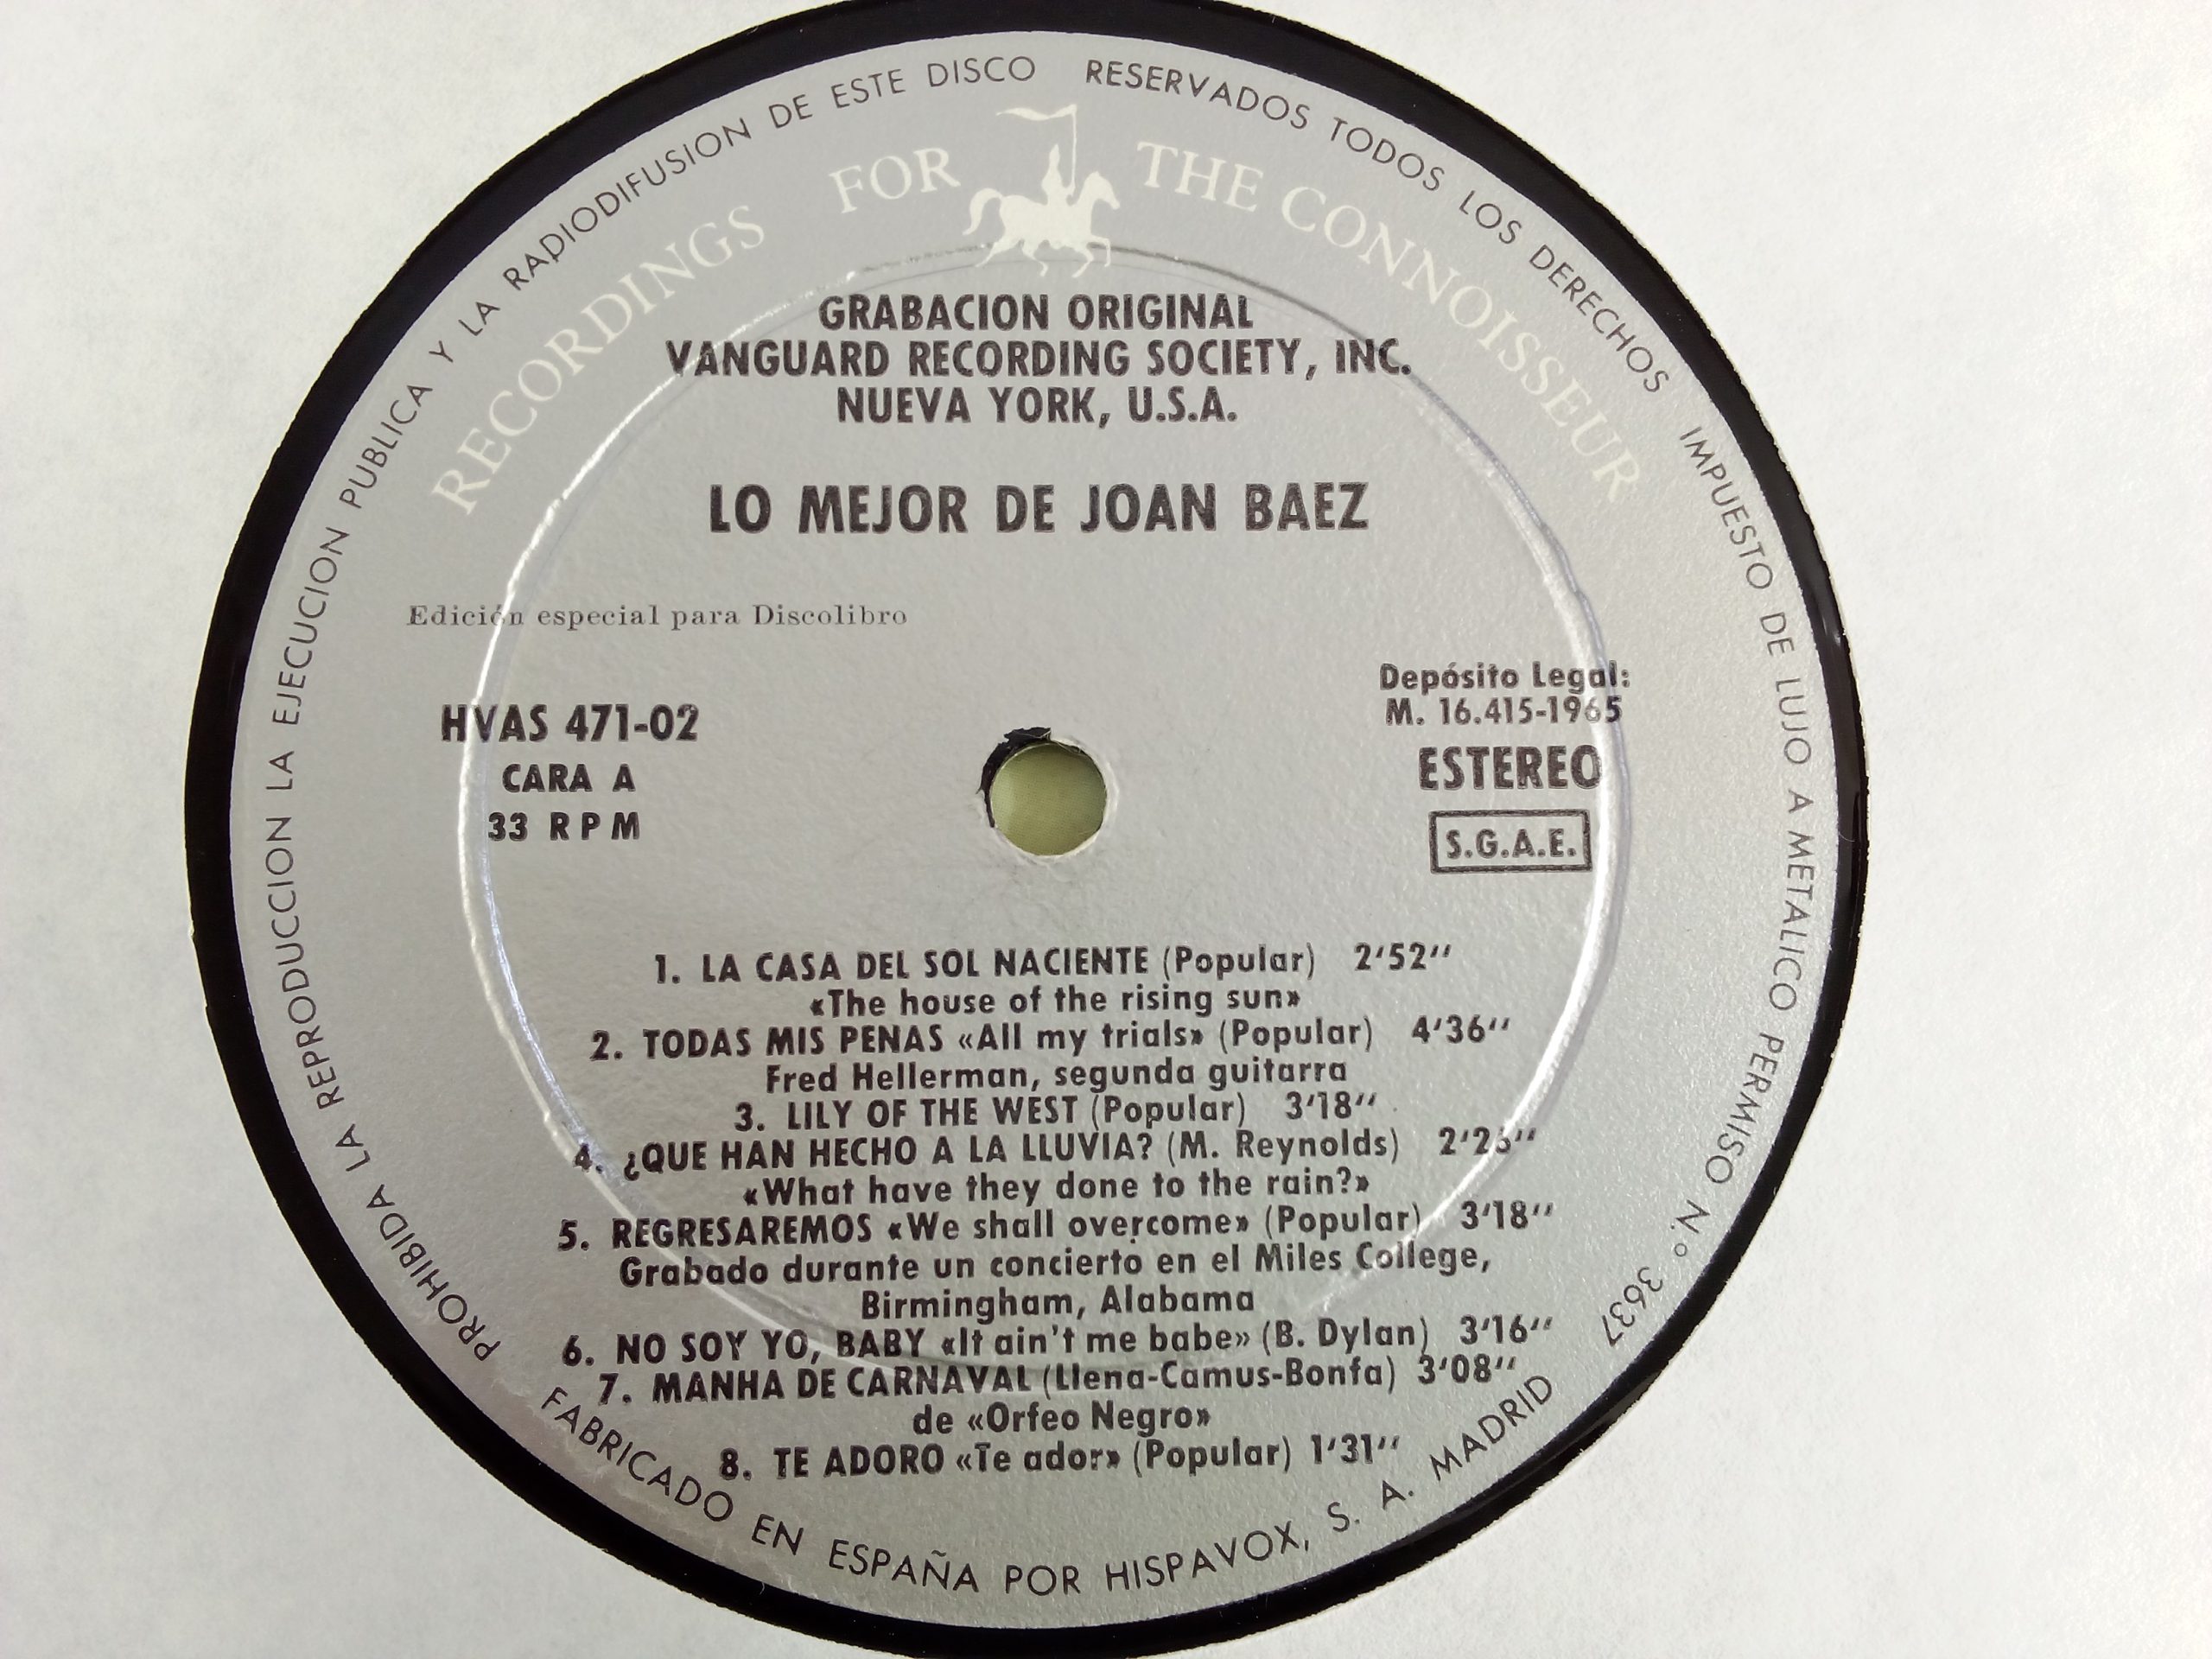 PROHIBIDA LA REPRODUCCION LA EJECUCION PUBLICA Y LA RADIODIFUSION DE ESTE DISCO RESERVADOS TODOS LOS DERECHOS IMPUESTO DE LUJO A METALICO PERMISO N.º 3637
RECORDINGS FOR THE CONNOISSEUR
GRABACION ORIGINAL
VANGUARD RECORDING SOCIETY, INC.
NUEVA YORK, U.S.A.
LO MEJOR DE JOAN BAEZ
Edición especial para Discolibro
HVAS 471-02
CARA A
33 RPM
Depósito Legal:
M. 16.415-1965
ESTEREO
S.G.A.E.
1. LA CASA DEL SOL NACIENTE (Popular) 2'52''
«The house of the rising sun»
2. TODAS MIS PENAS «All my trials» (Popular) 4'36''
Fred Hellerman, segunda guitarra
3. LILY OF THE WEST (Popular) 3'18''
4. ¿QUE HAN HECHO A LA LLUVIA? (M. Reynolds)
«What have they done to the rain?»
5. REGRESAREMOS «We shall overcome» (Popular) 3'18''
Grabado durante un concierto en el Miles College,
Birmingham, Alabama
6. NO SOY YO, BABY «It ain't me babe» (B. Dylan) 3'16''
7. MANHA DE CARNAVAL (Llena-Camus-Bonfa) 3'08''
de «Orfeo Negro»
8. TE ADORO «Te ador» (Popular) 1'31''
FABRICADO EN ESPAÑA POR HISPAVOX, S. A. MADRID